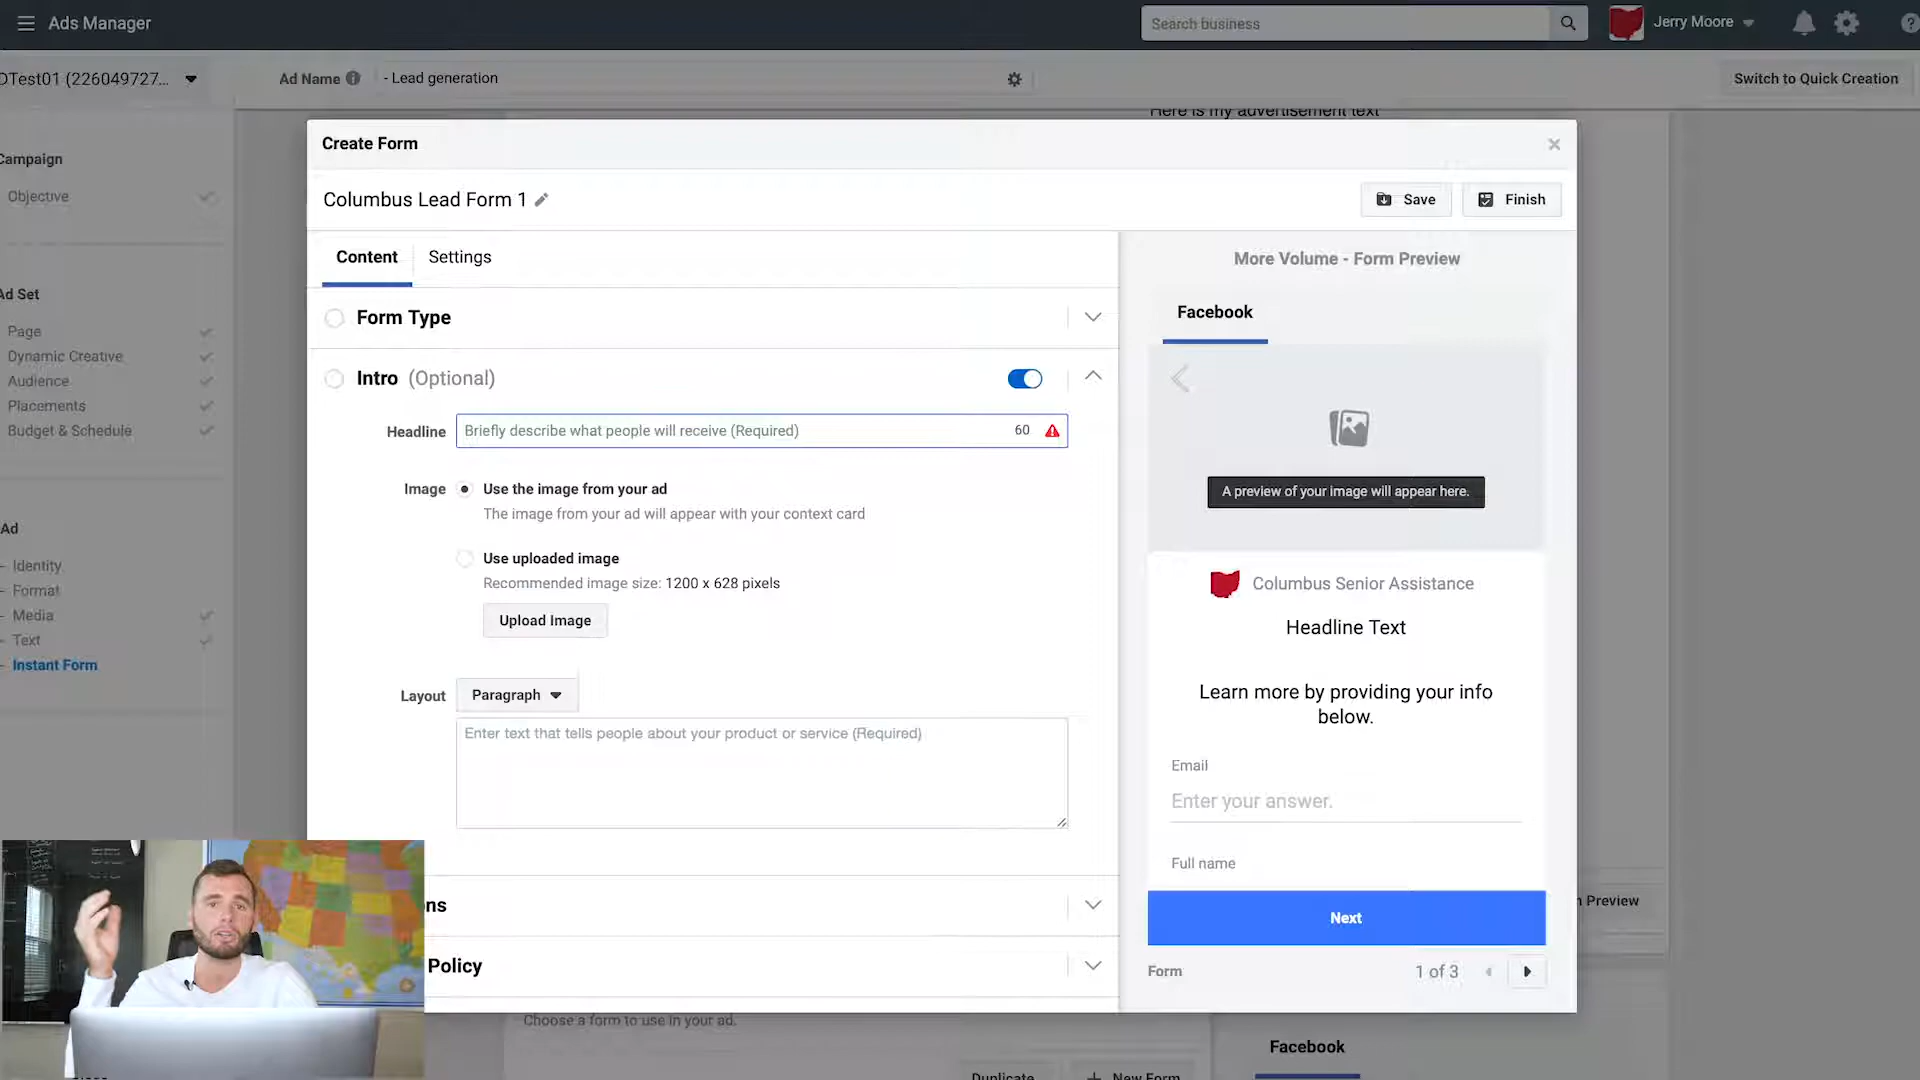 Ads Manager
Search business
Jerry Moore
DTest01 (226049727...
Ad Name
- Lead generation
Switch to Quick Creation
Here is my advertisement text
Campaign
Objective
Ad Set
Page
Dynamic Creative
Audience
Placements
Budget & Schedule
Ad
Identity
Format
Media
Text
Instant Form
Create Form
Columbus Lead Form 1
Save
Finish
Content
Settings
Form Type
Intro (Optional)
Headline
Briefly describe what people will receive (Required)
60
Image
Use the image from your ad
The image from your ad will appear with your context card
Use uploaded image
Recommended image size: 1200 x 628 pixels
Upload Image
Layout
Paragraph
Enter text that tells people about your product or service (Required)
ns
Policy
More Volume - Form Preview
Facebook
A preview of your image will appear here.
Columbus Senior Assistance
Headline Text
Learn more by providing your info
below.
Email
Enter your answer.
Full name
Next
Form
1 of 3
n Preview
Choose a form to use in your ad.
Duplicate
New Form
Facebook